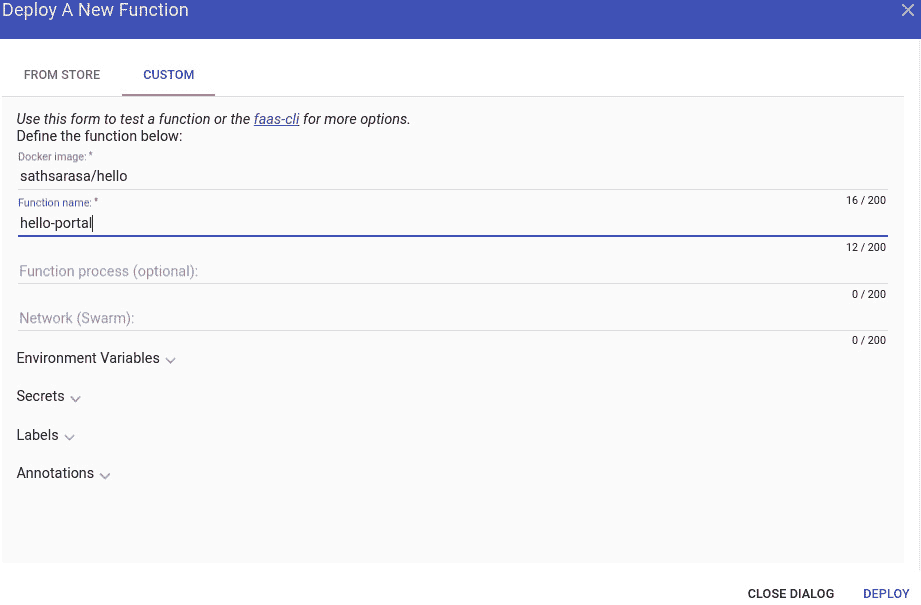 Deploy A New Function
FROM STORE
CUSTOM
Use this form to test a function or the faas-cli for more options.
Define the function below:
Docker image: *
sathsarasa/hello
16 / 200
Function name: *
hello-portal
12 / 200
Function process (optional):
0 / 200
Network (Swarm):
0 / 200
Environment Variables
Secrets
Labels
Annotations
CLOSE DIALOG
DEPLOY